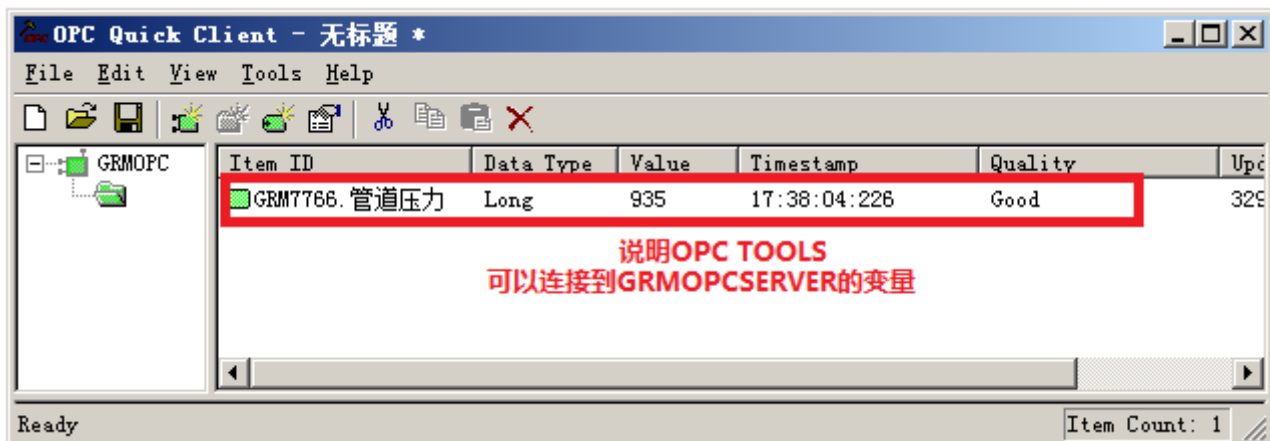 OPC Quick Client - 无标题 *
File Edit View Tools Help
GRMOPC
Item ID Data Type Value Timestamp Quality Upd
GRM7766.管道压力 Long 935 17:38:04:226 Good 329
说明OPC TOOLS
可以连接到GRMOPCSERVER的变量
Ready Item Count: 1